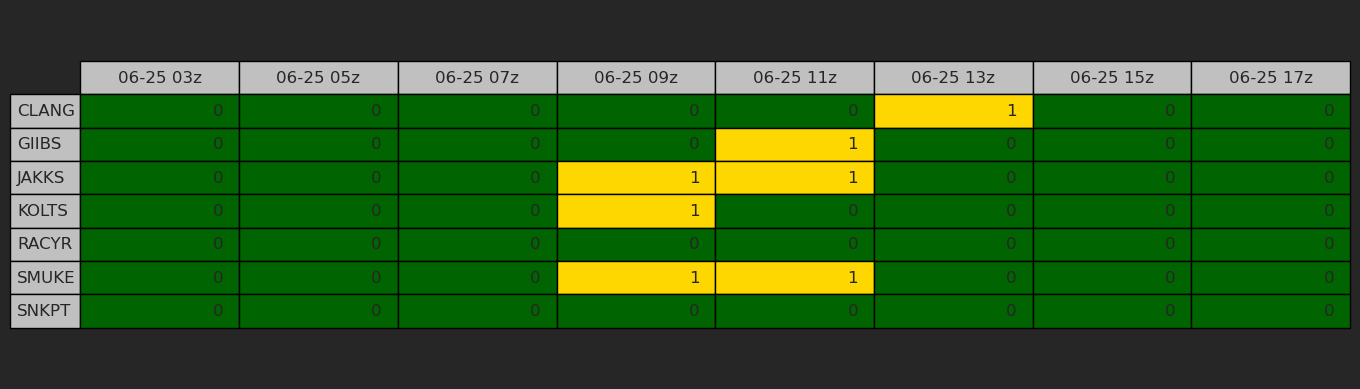 06-25 03z 06-25 05z 06-25 07z 06-25 09z 06-25 11z 06-25 13z 06-25 15z 06-25 17z
CLANG 0 0 0 0 0 1 0 0
GIIBS 0 0 0 0 1 0 0 0
JAKKS 0 0 0 1 1 0 0 0
KOLTS 0 0 0 1 0 0 0 0
RACYR 0 0 0 0 0 0 0 0
SMUKE 0 0 0 1 1 0 0 0
SNKPT 0 0 0 0 0 0 0 0